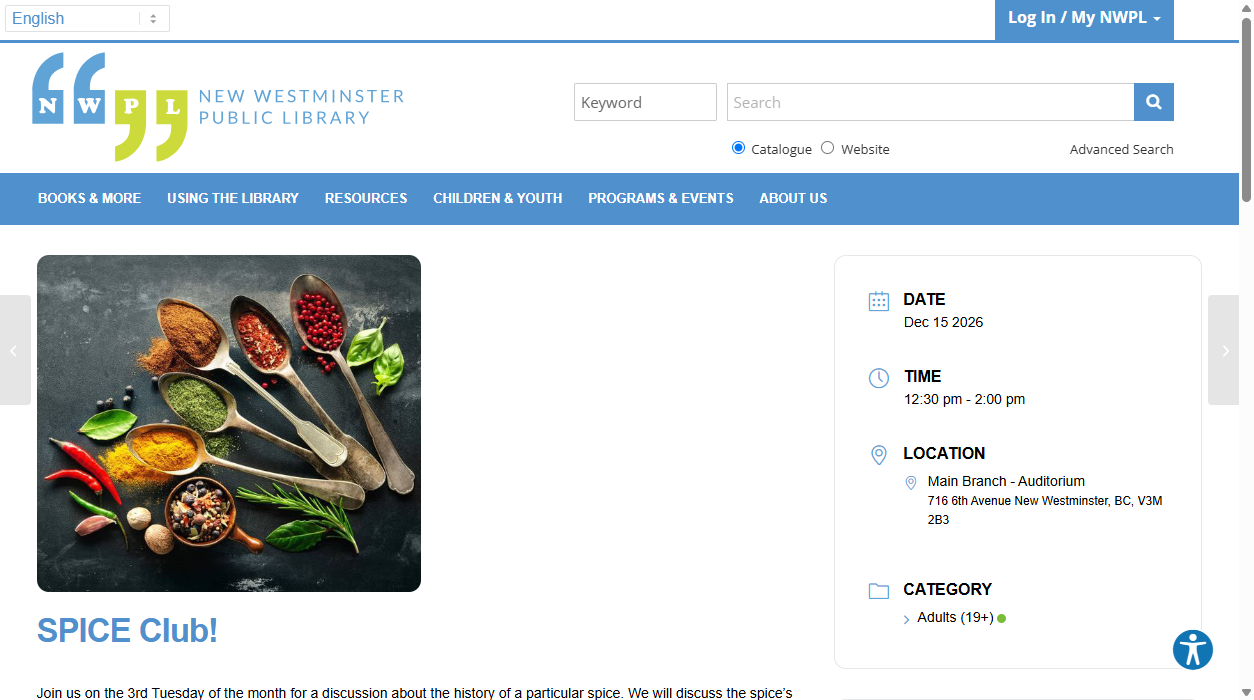 English
Log In / My NWPL
N W P L
NEW WESTMINSTER
PUBLIC LIBRARY
Keyword
Search
Catalogue
Website
Advanced Search
BOOKS & MORE
USING THE LIBRARY
RESOURCES
CHILDREN & YOUTH
PROGRAMS & EVENTS
ABOUT US
DATE
Dec 15 2026
TIME
12:30 pm - 2:00 pm
LOCATION
Main Branch - Auditorium
716 6th Avenue New Westminster, BC, V3M
2B3
CATEGORY
Adults (19+)
SPICE Club!
Join us on the 3rd Tuesday of the month for a discussion about the history of a particular spice. We will discuss the spice's